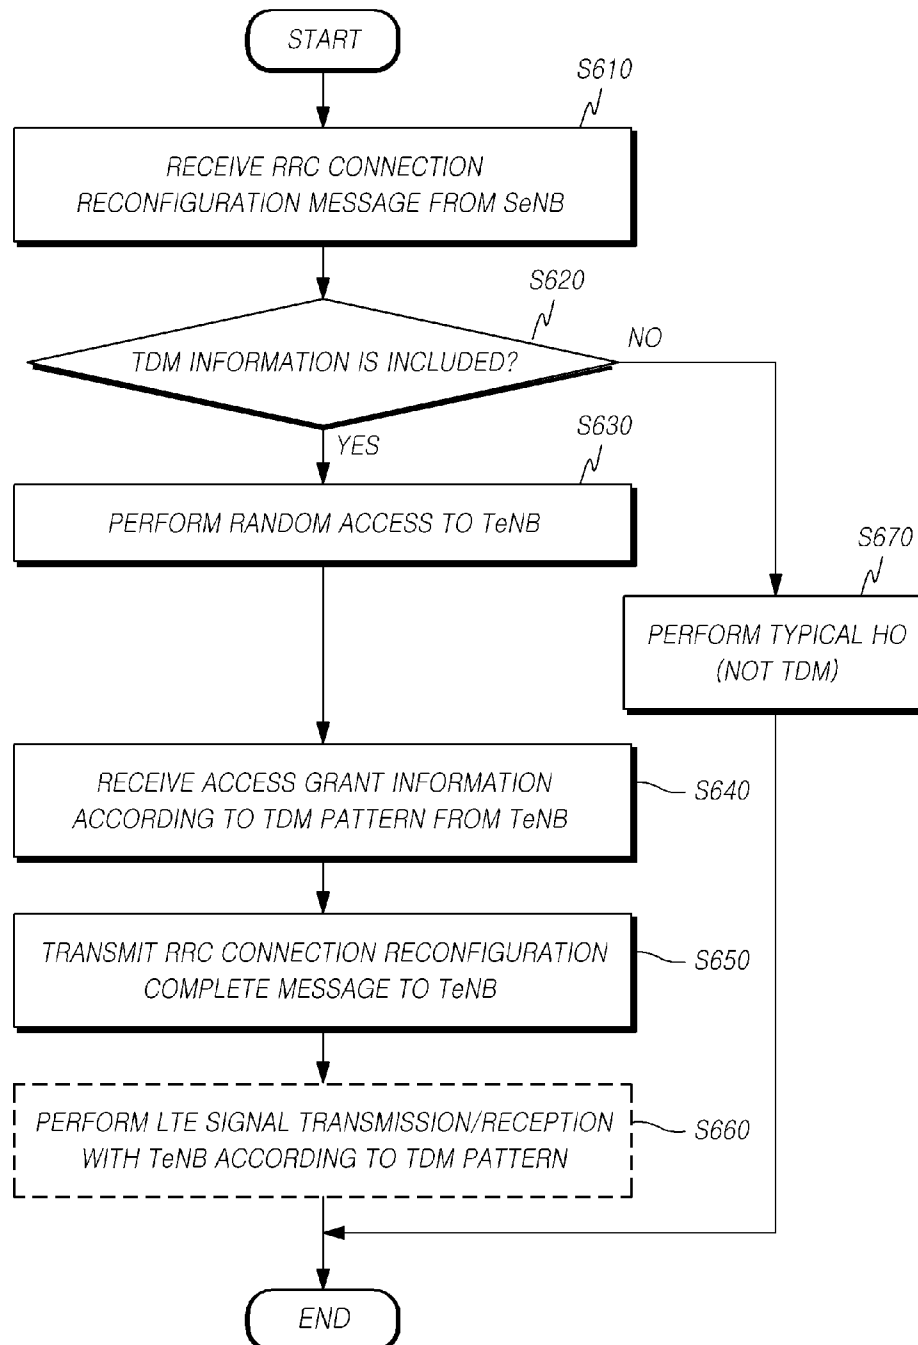 START
S610
RECEIVE RRC CONNECTION
RECONFIGURATION MESSAGE FROM SeNB
S620
TDM INFORMATION IS INCLUDED?
NO
YES
S630
PERFORM RANDOM ACCESS TO TeNB
S670
PERFORM TYPICAL HO
(NOT TDM)
RECEIVE ACCESS GRANT INFORMATION
ACCORDING TO TDM PATTERN FROM TeNB
S640
TRANSMIT RRC CONNECTION RECONFIGURATION
COMPLETE MESSAGE TO TeNB
S650
PERFORM LTE SIGNAL TRANSMISSION/RECEPTION
WITH TeNB ACCORDING TO TDM PATTERN
S660
END